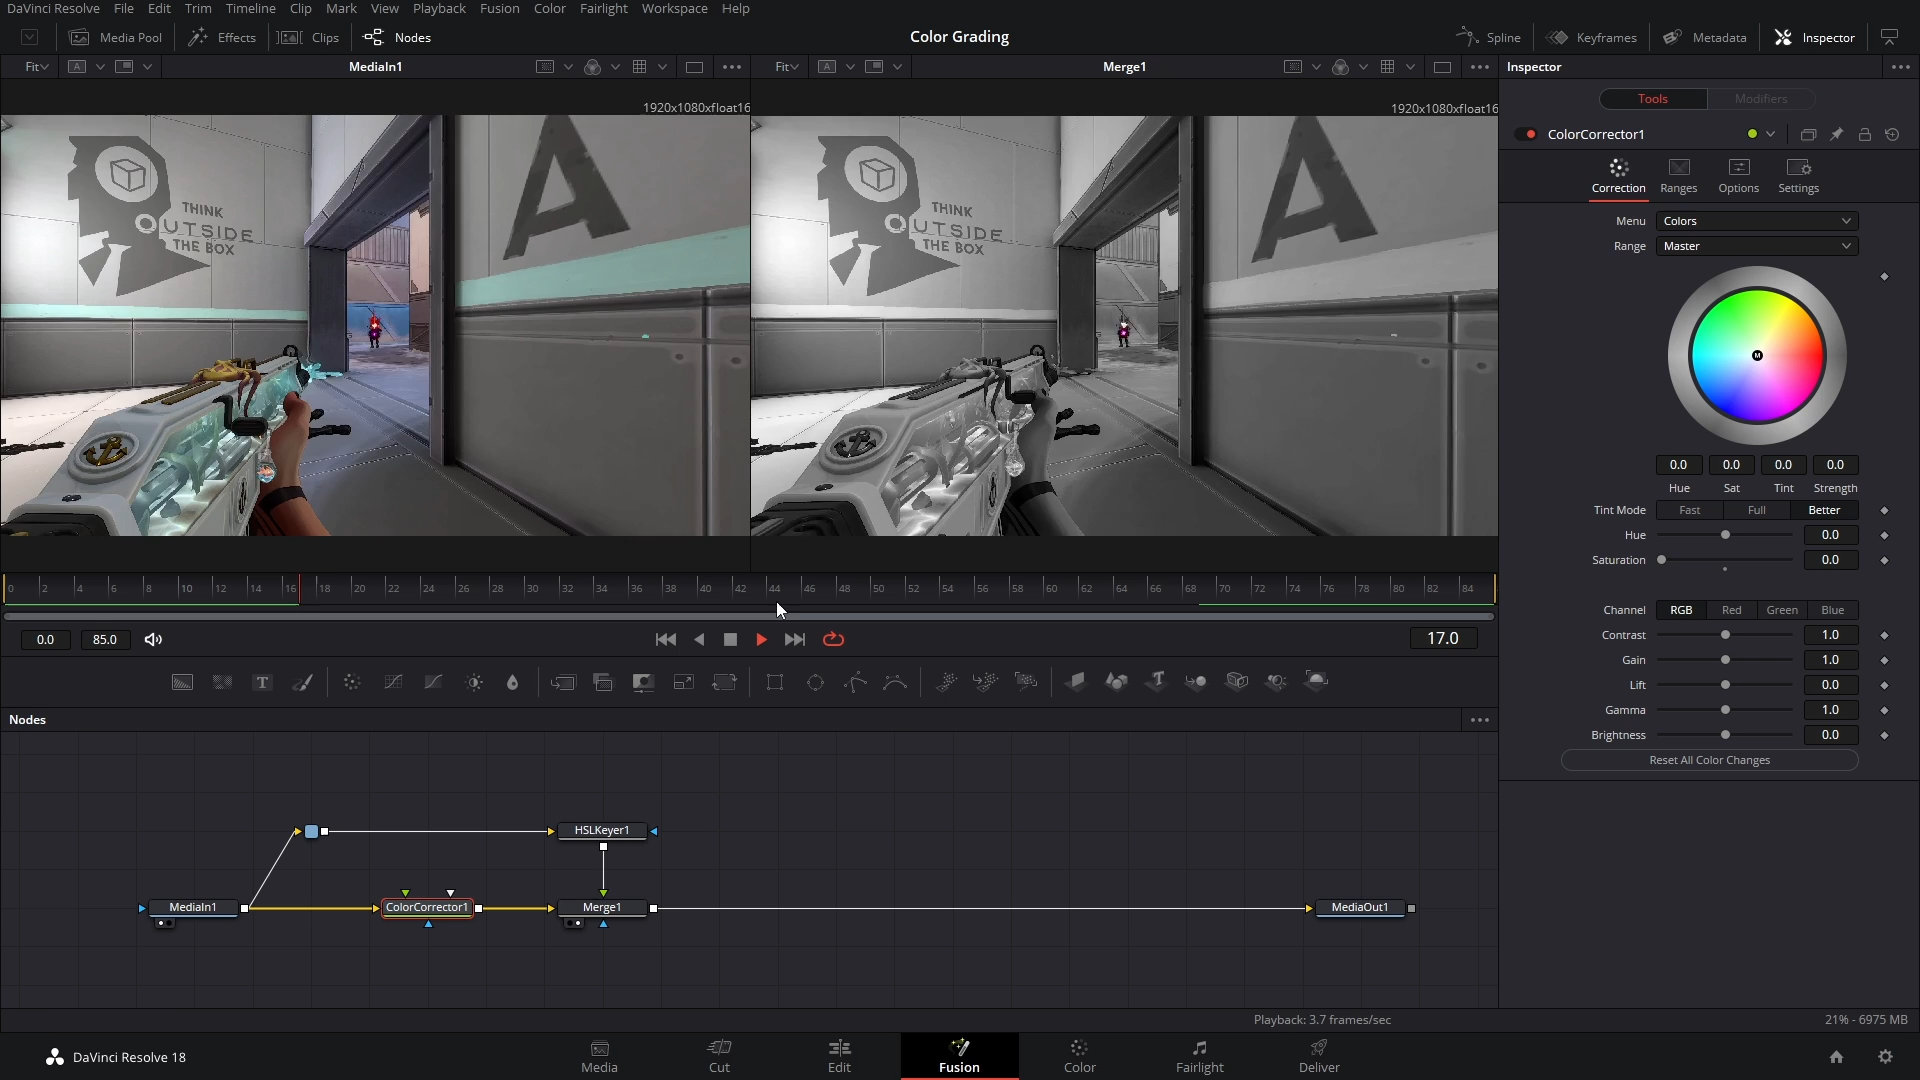 DaVinci Resolve File Edit Trim Timeline Clip Mark View Playback Fusion Color Fairlight Workspace Help
Media Pool Effects Clips Nodes Color Grading Spline Keyframes Metadata Inspector
Fit A MediaIn1 Fit A Merge1 Inspector
1920x1080xfloat16 1920x1080xfloat16
Tools Modifiers
ColorCorrector1
Correction Ranges Options Settings
Menu Colors
Range Master
THINK
OUTSIDE
THE BOX
A
THINK
OUTSIDE
THE BOX
A
M
0.0 0.0 0.0 0.0
Hue Sat Tint Strength
Tint Mode Fast Full Better
Hue 0.0
Saturation 0.0
Channel RGB Red Green Blue
Contrast 1.0
Gain 1.0
Lift 0.0
Gamma 1.0
Brightness 0.0
Reset All Color Changes
0 2 4 6 8 10 12 14 16 18 20 22 24 26 28 30 32 34 36 38 40 42 44 46 48 50 52 54 56 58 60 62 64 66 68 70 72 74 76 78 80 82 84
0.0 85.0 17.0
T T
Nodes
HSLKeyer1
MediaIn1 ColorCorrector1 Merge1 MediaOut1
Playback: 3.7 frames/sec 21% - 6975 MB
DaVinci Resolve 18 Media Cut Edit Fusion Color Fairlight Deliver